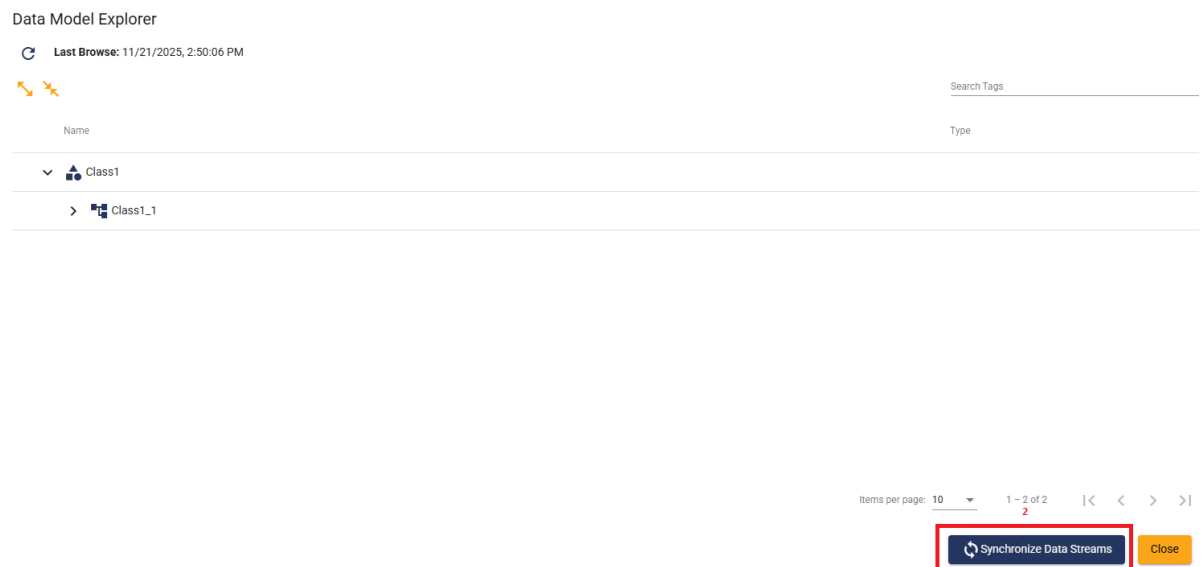 Data Model Explorer
Last Browse: 11/21/2025, 2:50:06 PM
Search Tags
Name Type
Class1
Class1_1
Items per page: 10 1 – 2 of 2
2
Synchronize Data Streams Close